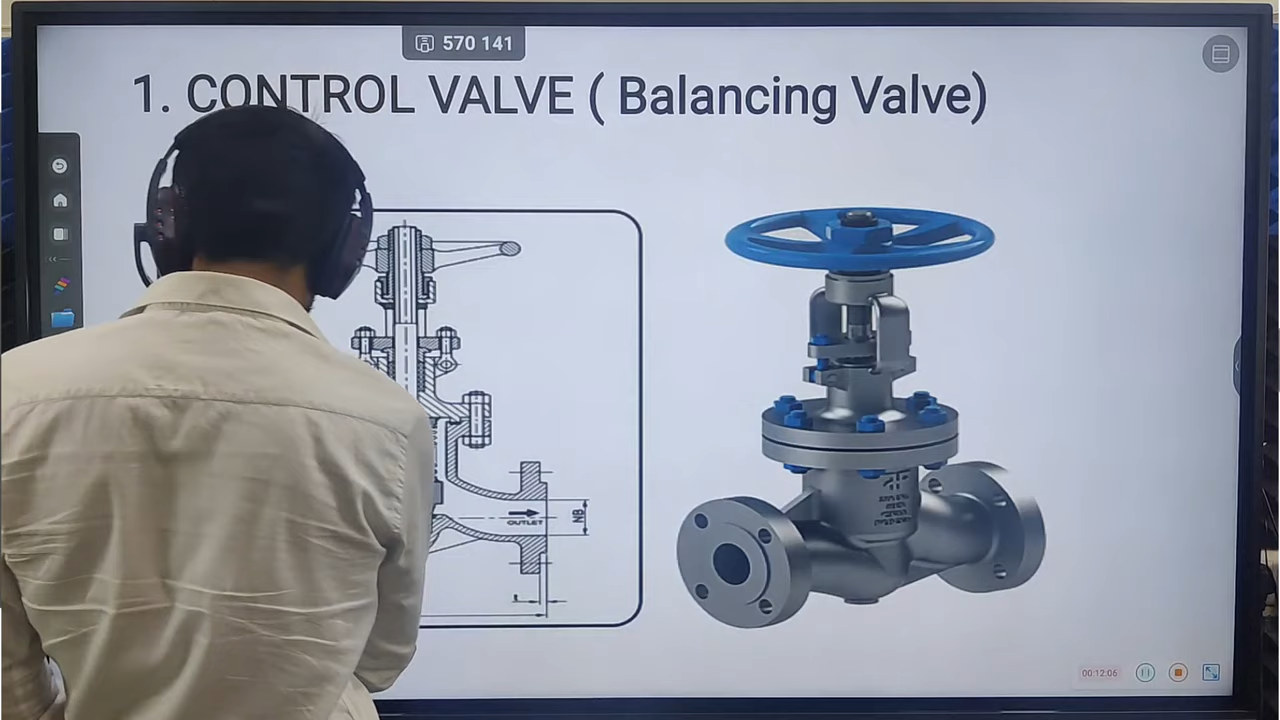 570 141
1. CONTROL VALVE ( Balancing Valve)
OUTLET
NB
00:12:06